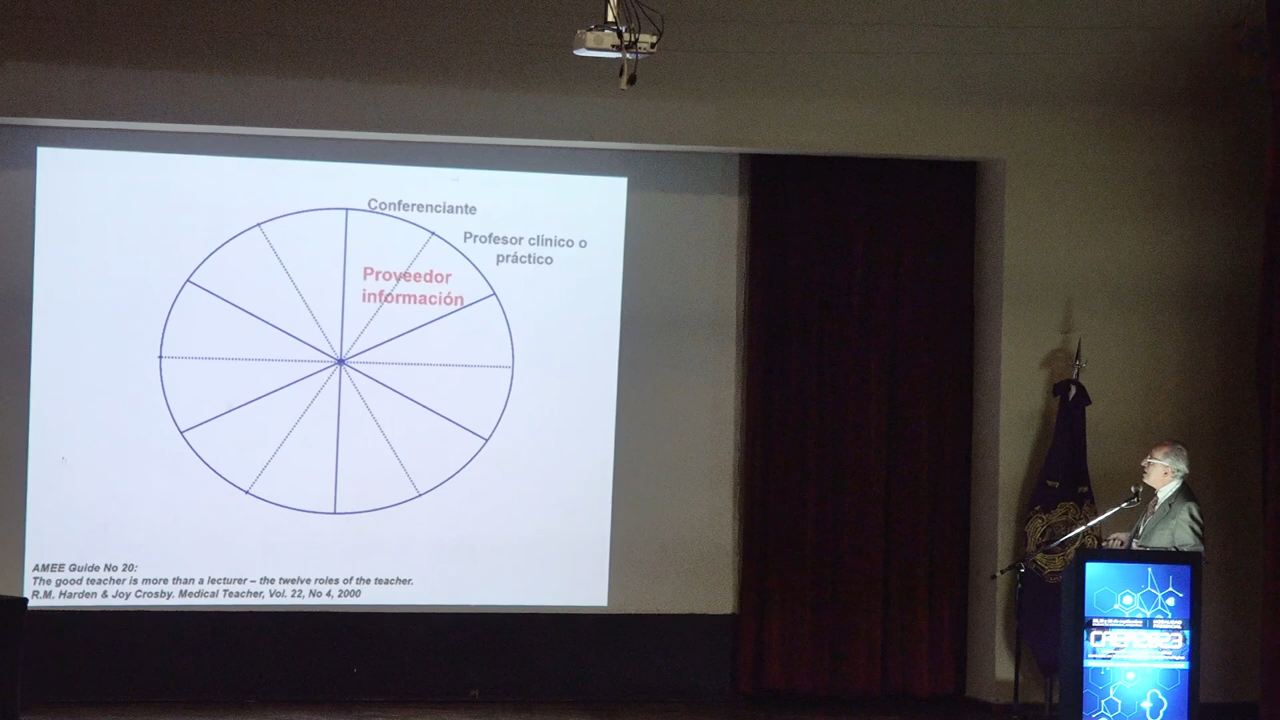 Conferenciante
Profesor clínico o
práctico
Proveedor
información
AMEE Guide No 20:
The good teacher is more than a lecturer – the twelve roles of the teacher.
R.M. Harden & Joy Crosby. Medical Teacher, Vol. 22, No 4, 2000